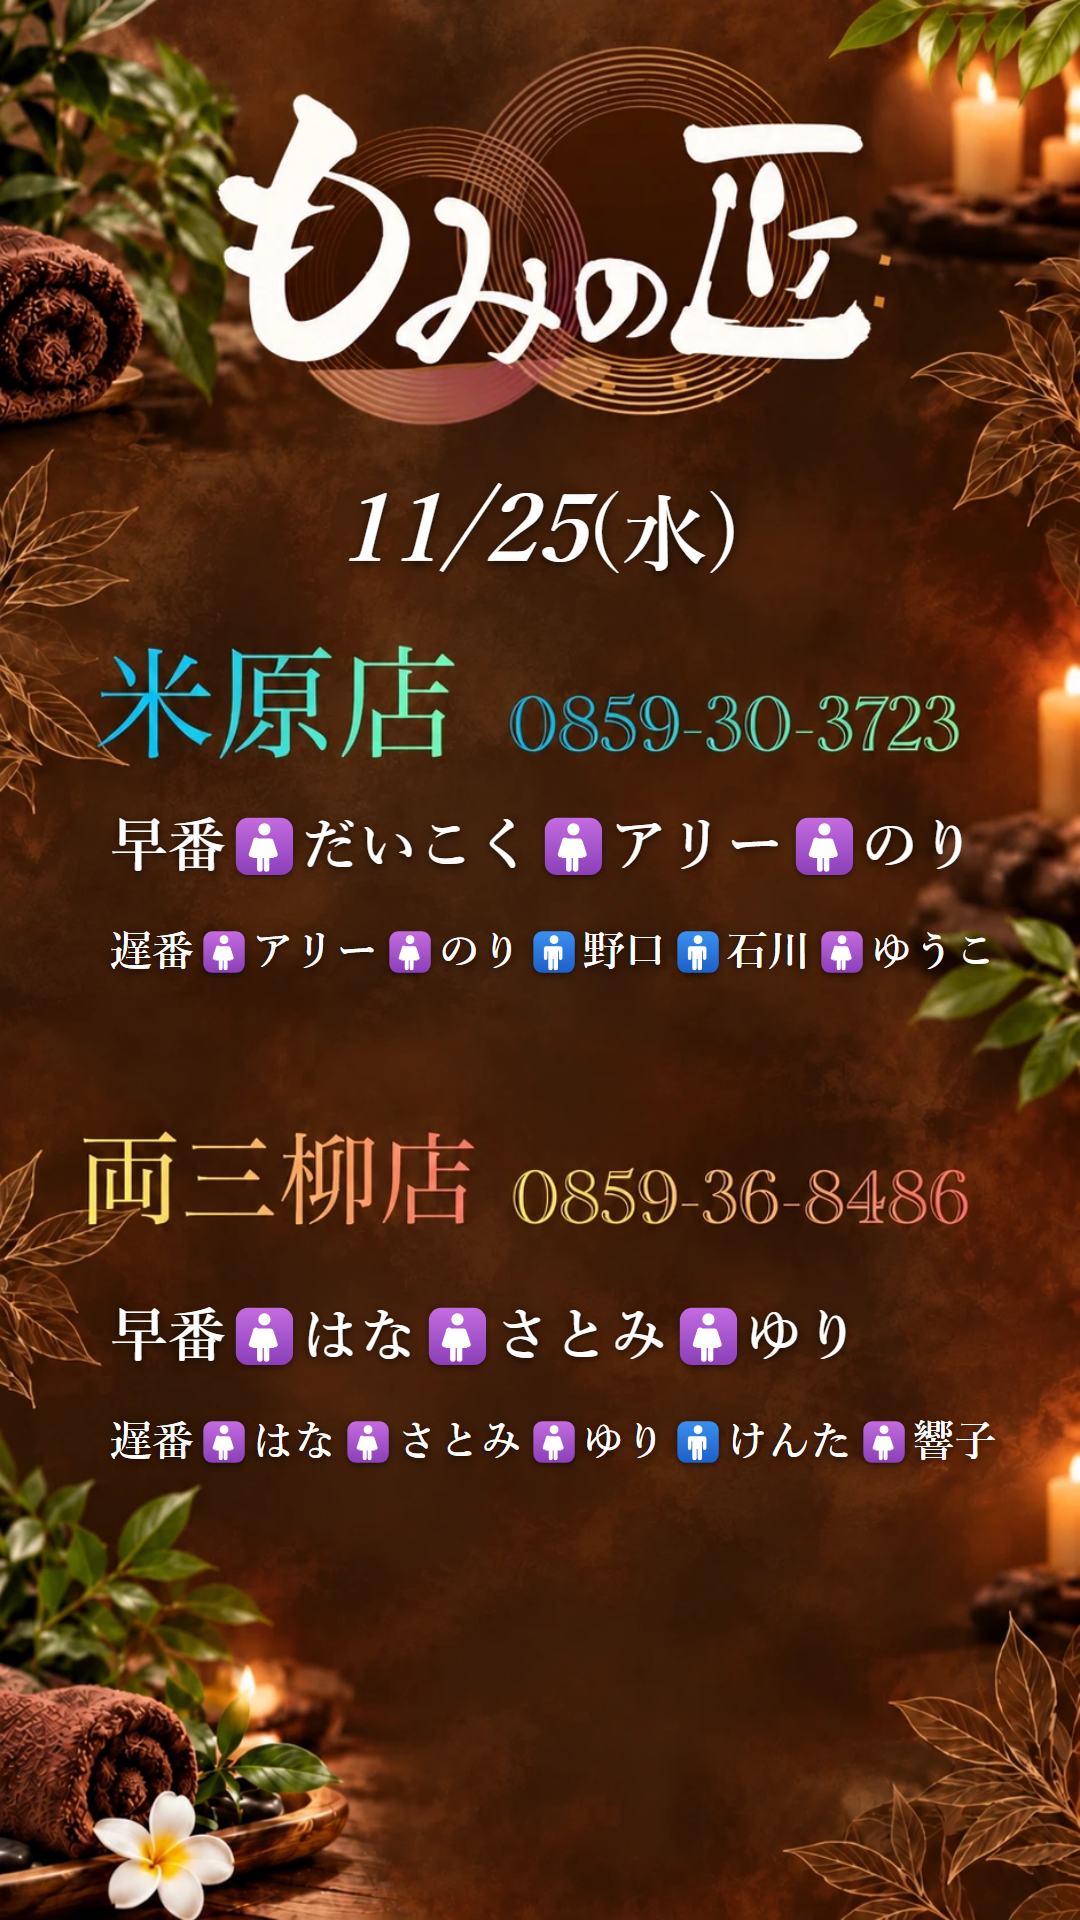 もみの匠
11/25(水)
米原店 0859-30-3723
早番🚺だいこく🚺アリー🚺のり
遅番🚺アリー🚺のり🚹野口🚹石川🚺ゆうこ
両三柳店 0859-36-8486
早番🚺はな🚺さとみ🚺ゆり
遅番🚺はな🚺さとみ🚺ゆり🚹けんた🚺響子